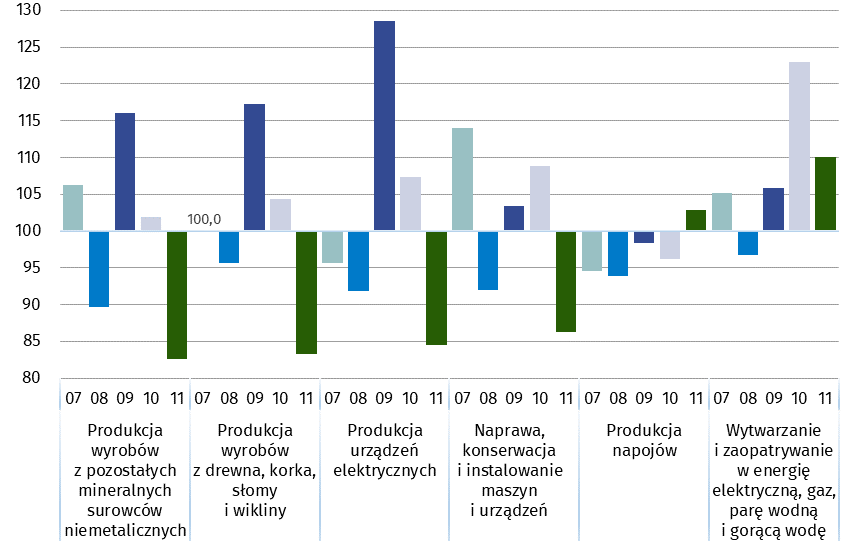 130
125
120
115
110
105
100
95
90
85
80
100,0
07 08 09 10 11 07 08 09 10 11 07 08 09 10 11 07 08 09 10 11 07 08 09 10 11 07 08 09 10 11
Produkcja
wyrobów
z pozostałych
mineralnych
surowców
niemetalicznych
Produkcja
wyrobów
z drewna, korka,
słomy
i wikliny
Produkcja
urządzeń
elektrycznych
Naprawa,
konserwacja
i instalowanie
maszyn
i urządzeń
Produkcja
napojów
Wytwarzanie
i zaopatrywanie
w energię
elektryczną, gaz,
parę wodną
i gorącą wodę